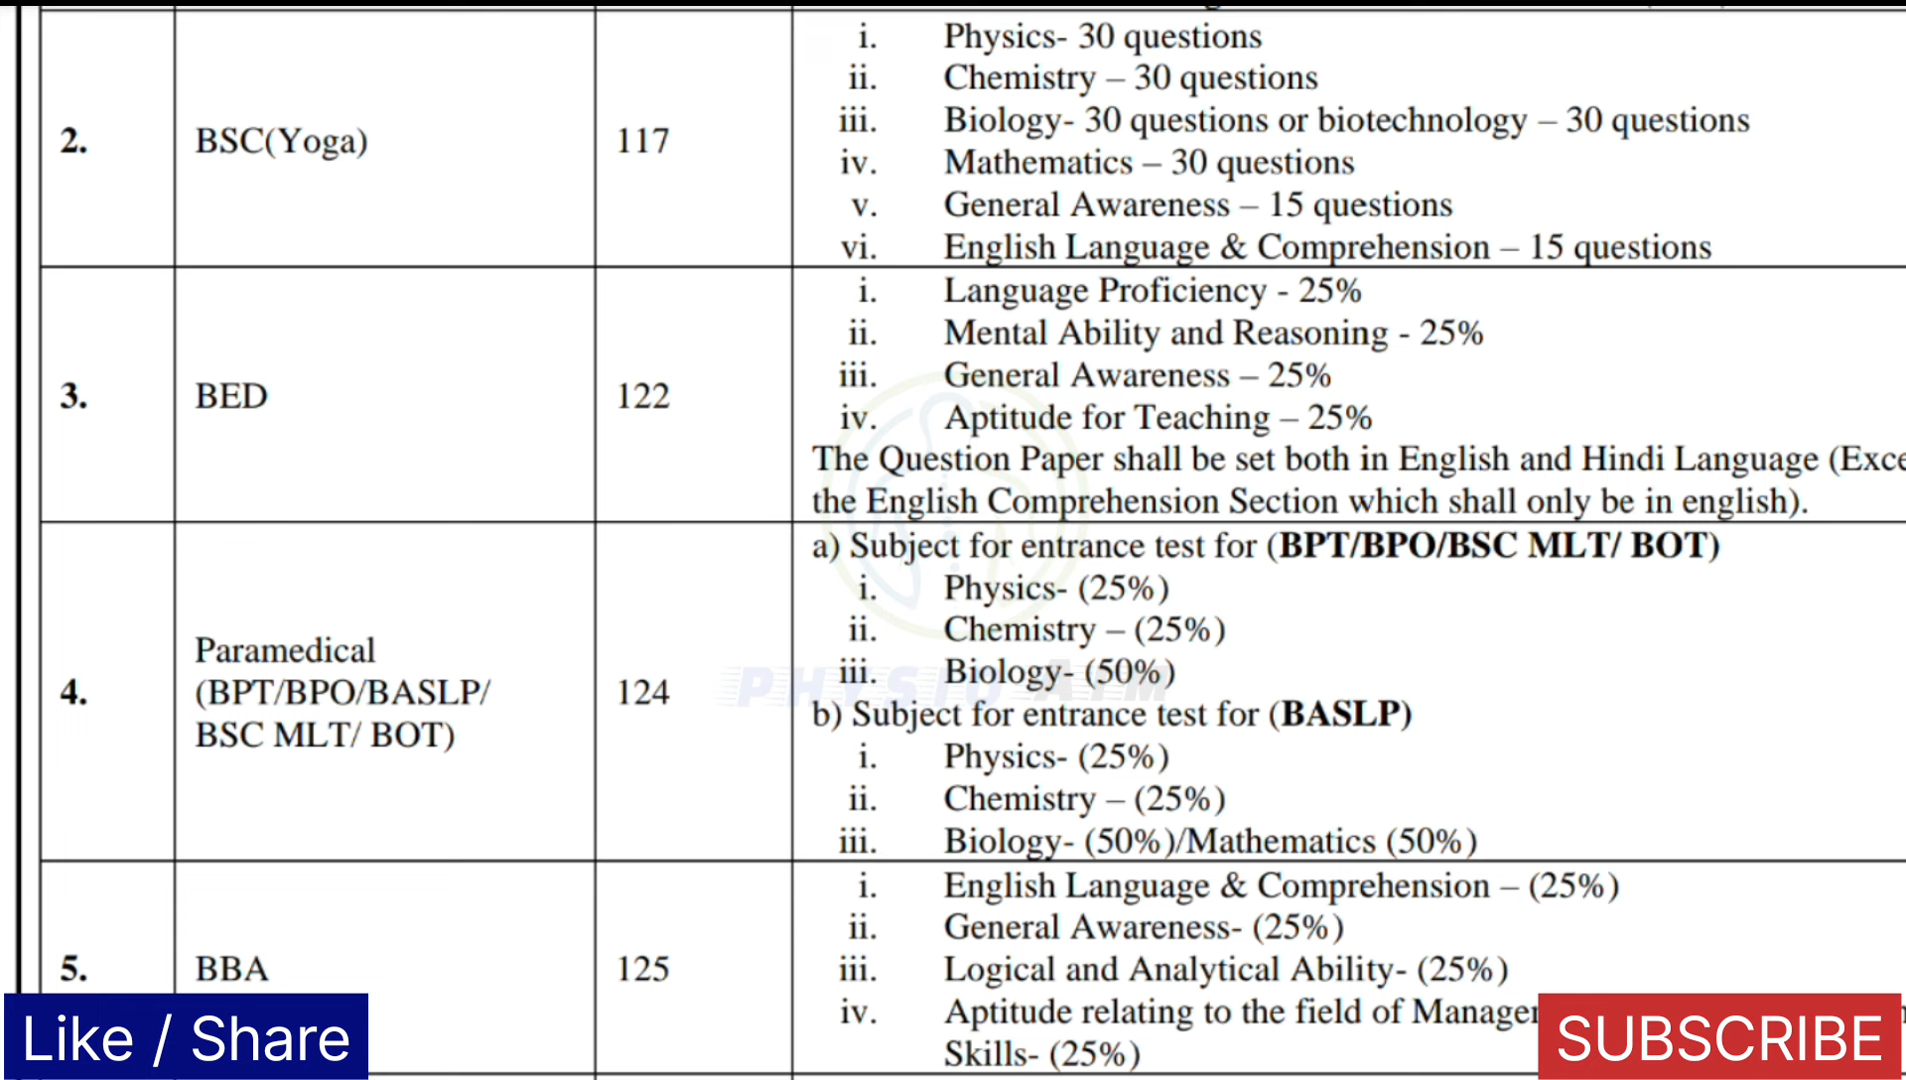 i. Physics- 30 questions
ii. Chemistry – 30 questions
iii. Biology- 30 questions or biotechnology – 30 questions
2. BSC(Yoga) 117
iv. Mathematics – 30 questions
v. General Awareness – 15 questions
vi. English Language & Comprehension – 15 questions
i. Language Proficiency - 25%
ii. Mental Ability and Reasoning - 25%
iii. General Awareness – 25%
3. BED 122
iv. Aptitude for Teaching – 25%
The Question Paper shall be set both in English and Hindi Language (Exce
the English Comprehension Section which shall only be in english).
a) Subject for entrance test for (BPT/BPO/BSC MLT/ BOT)
i. Physics- (25%)
ii. Chemistry – (25%)
iii. Biology- (50%)
4. Paramedical
(BPT/BPO/BASLP/
BSC MLT/ BOT) 124
PHYSIO ATM
b) Subject for entrance test for (BASLP)
i. Physics- (25%)
ii. Chemistry – (25%)
iii. Biology- (50%)/Mathematics (50%)
i. English Language & Comprehension – (25%)
ii. General Awareness- (25%)
5. BBA 125
iii. Logical and Analytical Ability- (25%)
iv. Aptitude relating to the field of Manager
Skills- (25%)
Like / Share
SUBSCRIBE